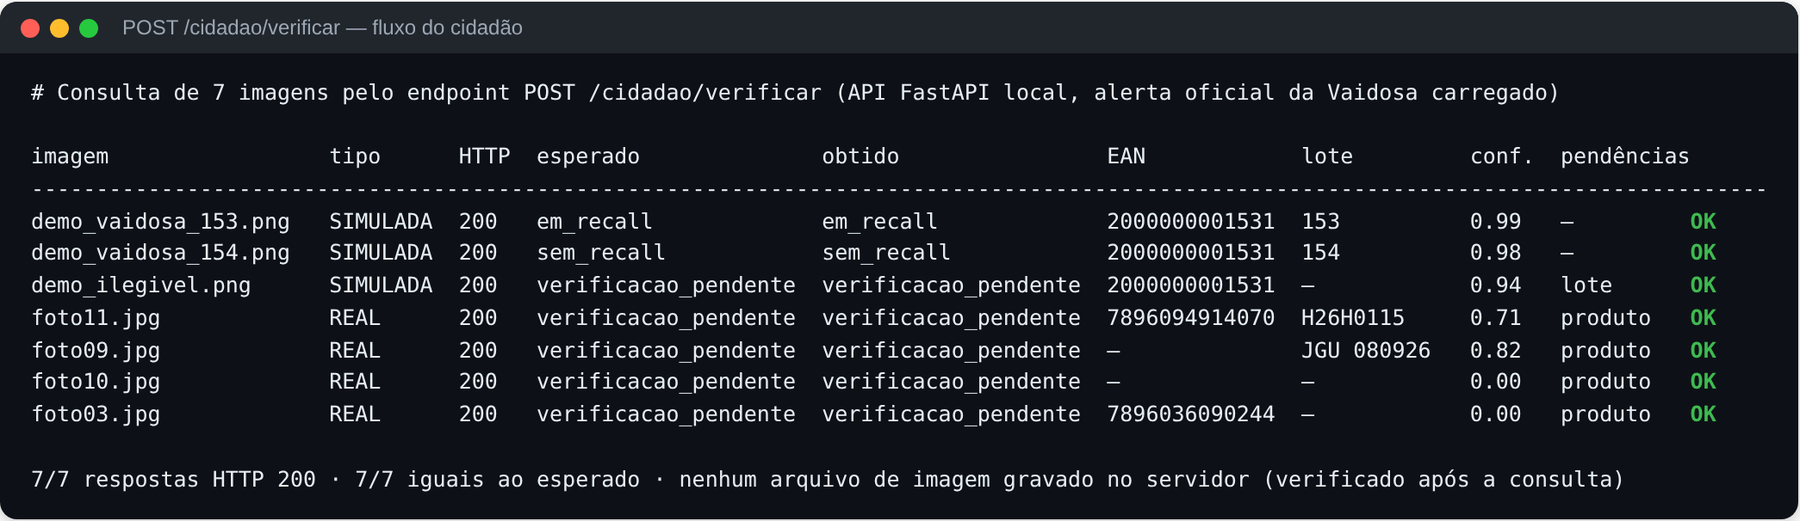 POST /cidadao/verificar — fluxo do cidadão
# Consulta de 7 imagens pelo endpoint POST /cidadao/verificar (API FastAPI local, alerta oficial da Vaidosa carregado)
imagem tipo HTTP esperado obtido EAN lote conf. pendências
--------------------------------------------------------------------------------------------------------------------------------------
demo_vaidosa_153.png SIMULADA 200 em_recall em_recall 2000000001531 153 0.99 — OK
demo_vaidosa_154.png SIMULADA 200 sem_recall sem_recall 2000000001531 154 0.98 — OK
demo_ilegivel.png SIMULADA 200 verificacao_pendente verificacao_pendente 2000000001531 — 0.94 lote OK
foto11.jpg REAL 200 verificacao_pendente verificacao_pendente 7896094914070 H26H0115 0.71 produto OK
foto09.jpg REAL 200 verificacao_pendente verificacao_pendente — JGU 080926 0.82 produto OK
foto10.jpg REAL 200 verificacao_pendente verificacao_pendente — — 0.00 produto OK
foto03.jpg REAL 200 verificacao_pendente verificacao_pendente 7896036090244 — 0.00 produto OK
7/7 respostas HTTP 200 · 7/7 iguais ao esperado · nenhum arquivo de imagem gravado no servidor (verificado após a consulta)